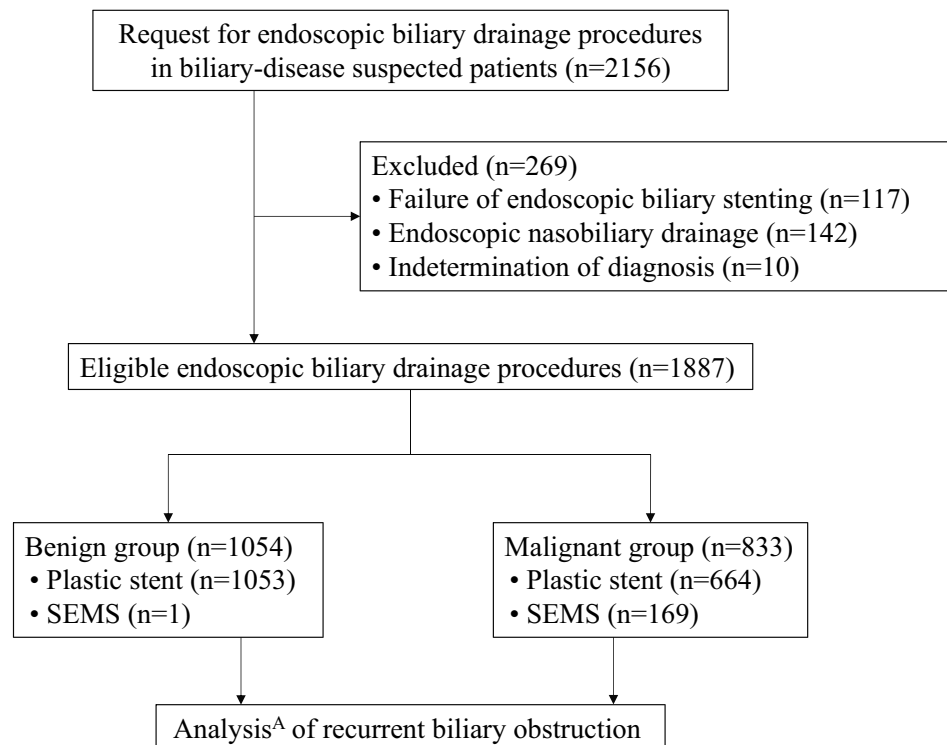 Request for endoscopic biliary drainage procedures
in biliary-disease suspected patients (n=2156)
Excluded (n=269)
• Failure of endoscopic biliary stenting (n=117)
• Endoscopic nasobiliary drainage (n=142)
• Indetermination of diagnosis (n=10)
Eligible endoscopic biliary drainage procedures (n=1887)
Benign group (n=1054)
• Plastic stent (n=1053)
• SEMS (n=1)
Malignant group (n=833)
• Plastic stent (n=664)
• SEMS (n=169)
Analysisᴬ of recurrent biliary obstruction